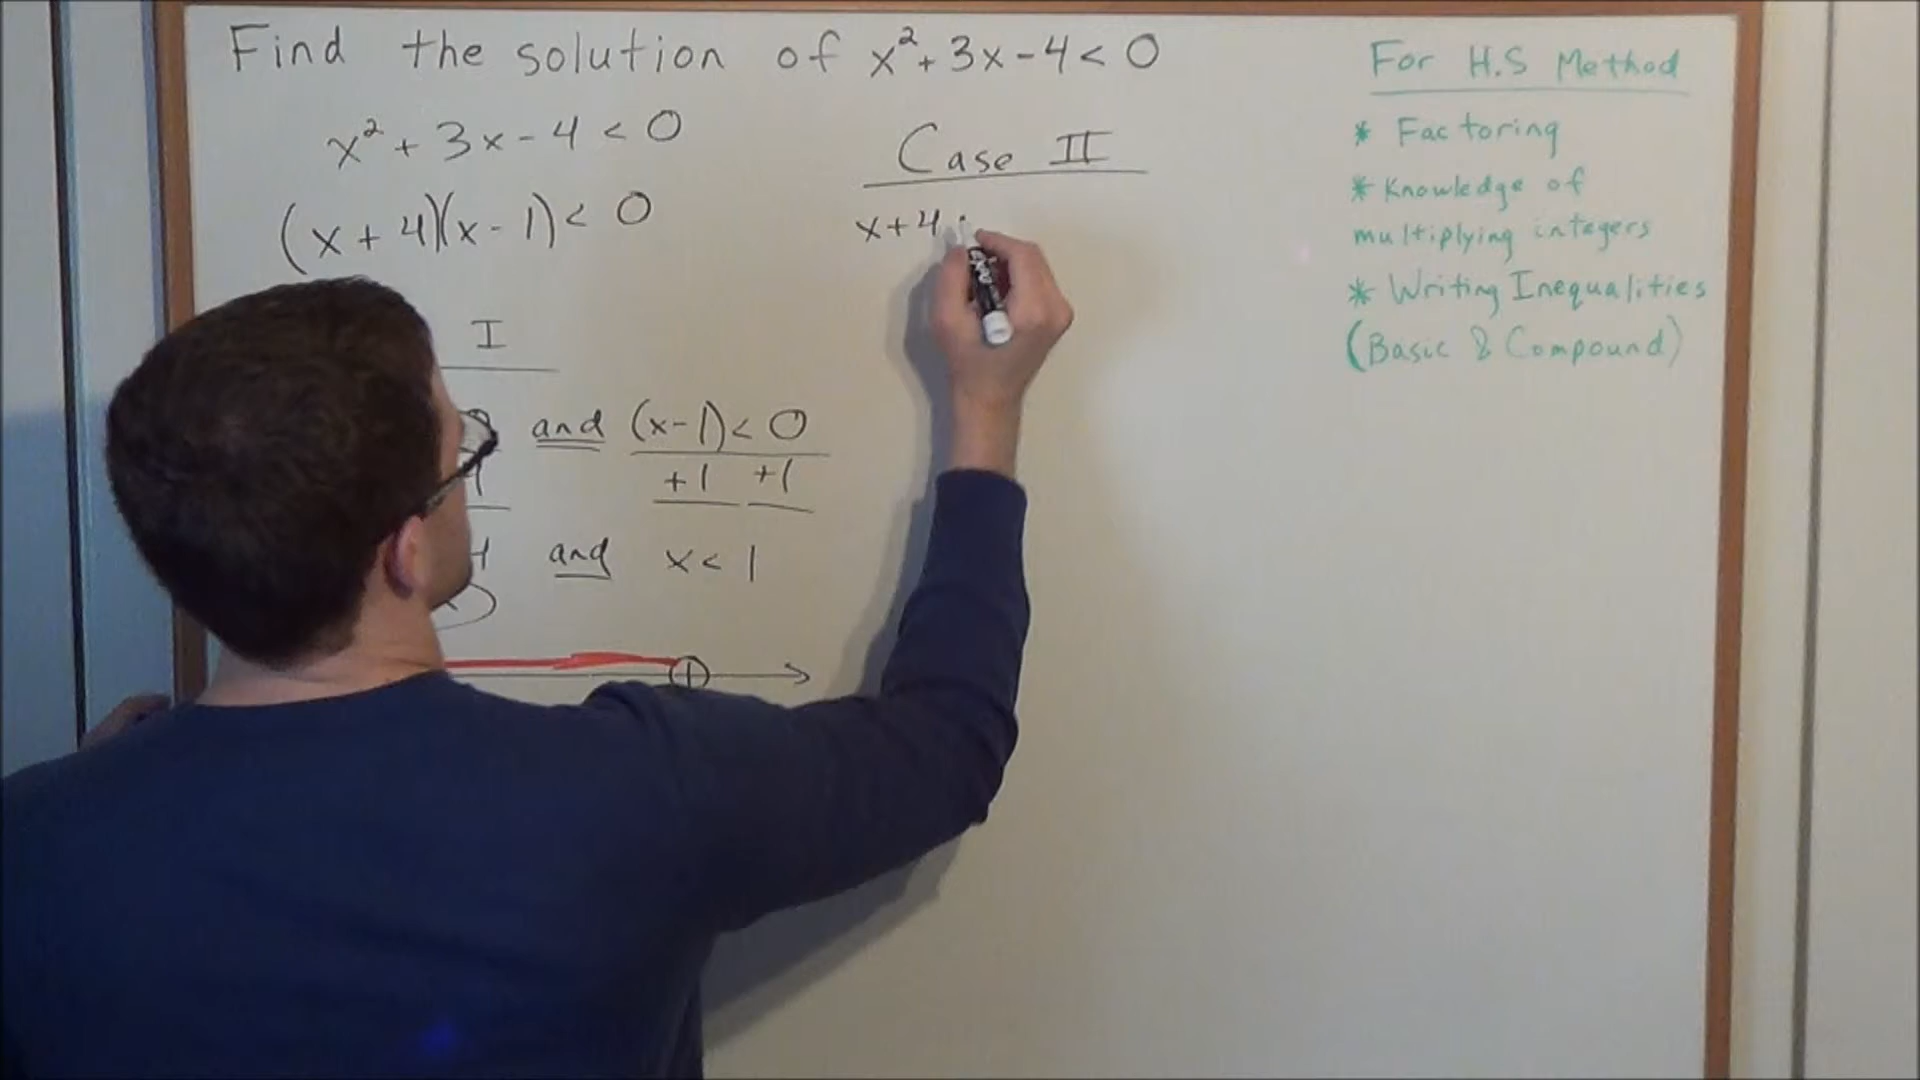 Find the solution of x² + 3x - 4 < 0
x² + 3x - 4 < 0
(x + 4)(x - 1) < 0
I
and (x - 1) < 0
+1 +1
and x < 1
Case II
x + 4
For H.S Method
* Factoring
* Knowledge of
multiplying integers
* Writing Inequalities
(Basic & Compound)